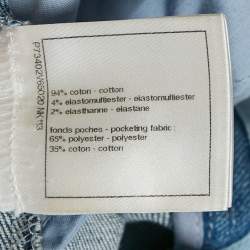 94% coton - cotton
4% elastomultiester - elastomultiester
2% elasthanne - elastane
fonds poches - pocketing fabric :
65% polyester - polyester
35% coton - cotton